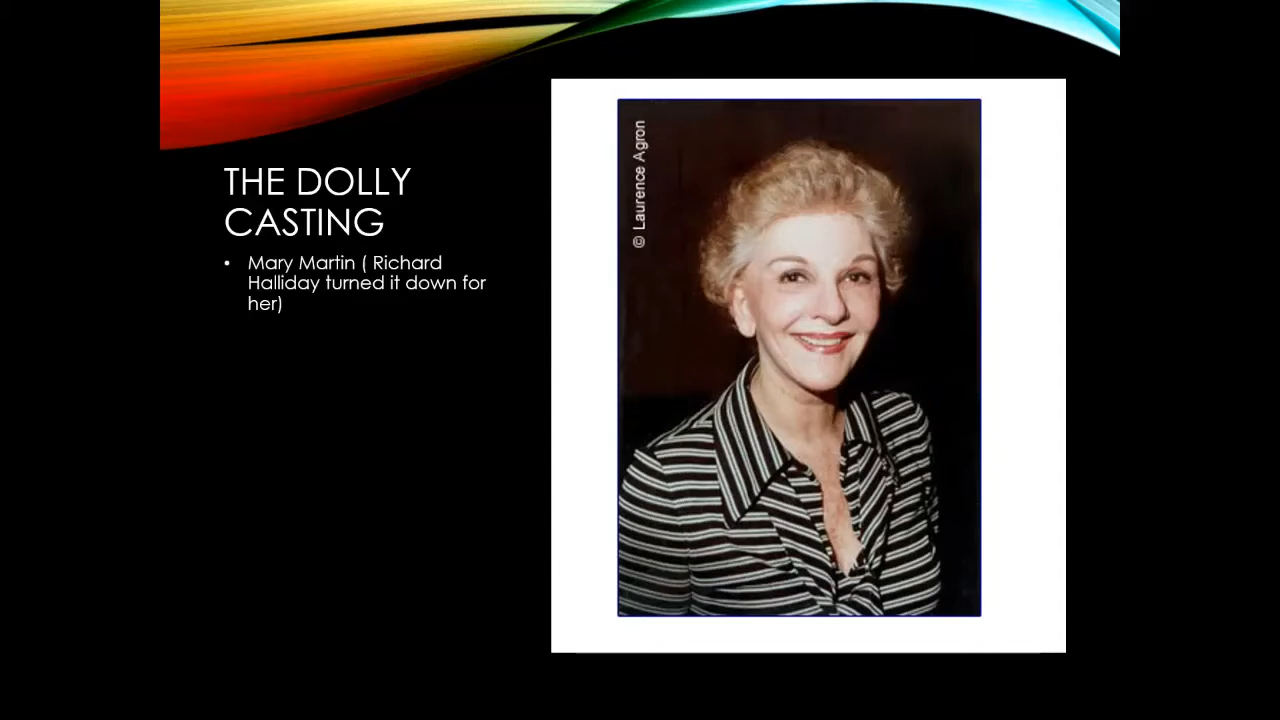 THE DOLLY
CASTING
• Mary Martin ( Richard
Halliday turned it down for
her)
© Laurence Agron